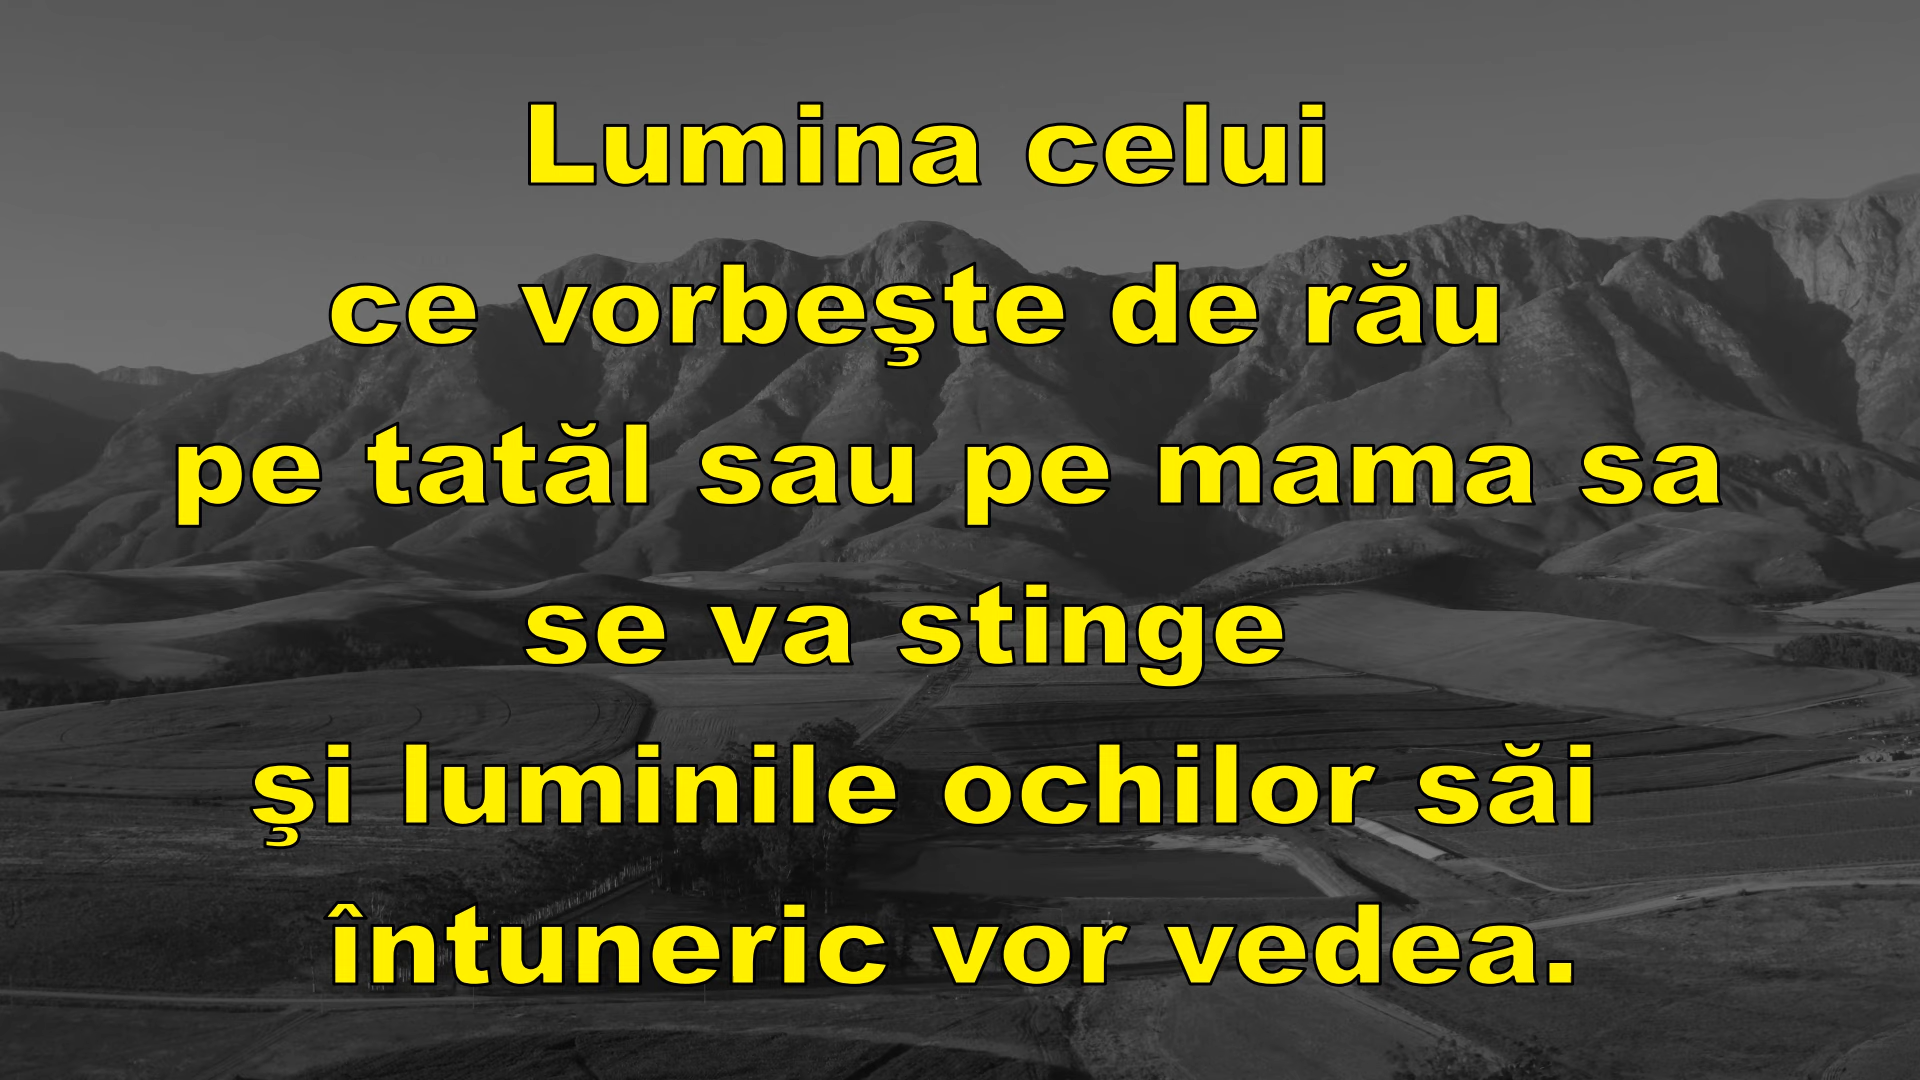 Lumina celui
ce vorbeşte de rău
pe tatăl sau pe mama sa
se va stinge
şi luminile ochilor săi
întuneric vor vedea.